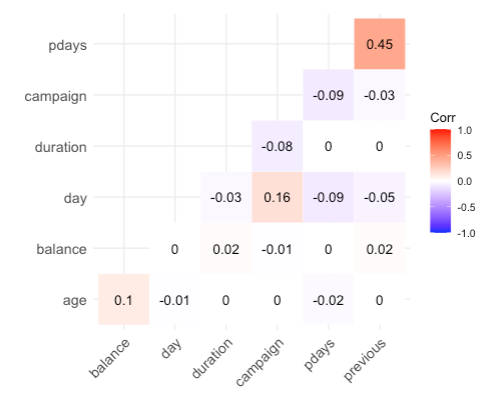 pdays 0.45
campaign -0.09 -0.03
duration -0.08 0 0
day -0.03 0.16 -0.09 -0.05
balance 0 0.02 -0.01 0 0.02
age 0.1 -0.01 0 0 -0.02 0
balance day duration campaign pdays previous
Corr
1.0
0.5
0.0
-0.5
-1.0